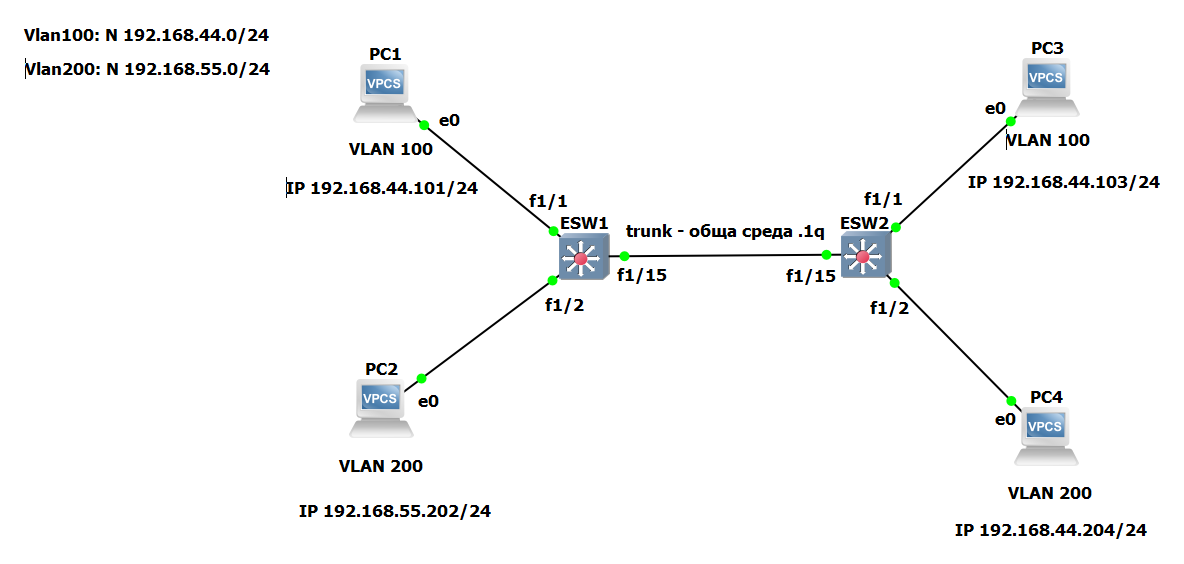 Vlan100: N 192.168.44.0/24
Vlan200: N 192.168.55.0/24
PC1
VPCS
e0
VLAN 100
IP 192.168.44.101/24
PC3
VPCS
e0
VLAN 100
IP 192.168.44.103/24
f1/1
ESW1
trunk - обща среда .1q
f1/1
ESW2
f1/15
f1/15
f1/2
f1/2
PC2
VPCS
e0
VLAN 200
IP 192.168.55.202/24
PC4
e0
VPCS
VLAN 200
IP 192.168.44.204/24